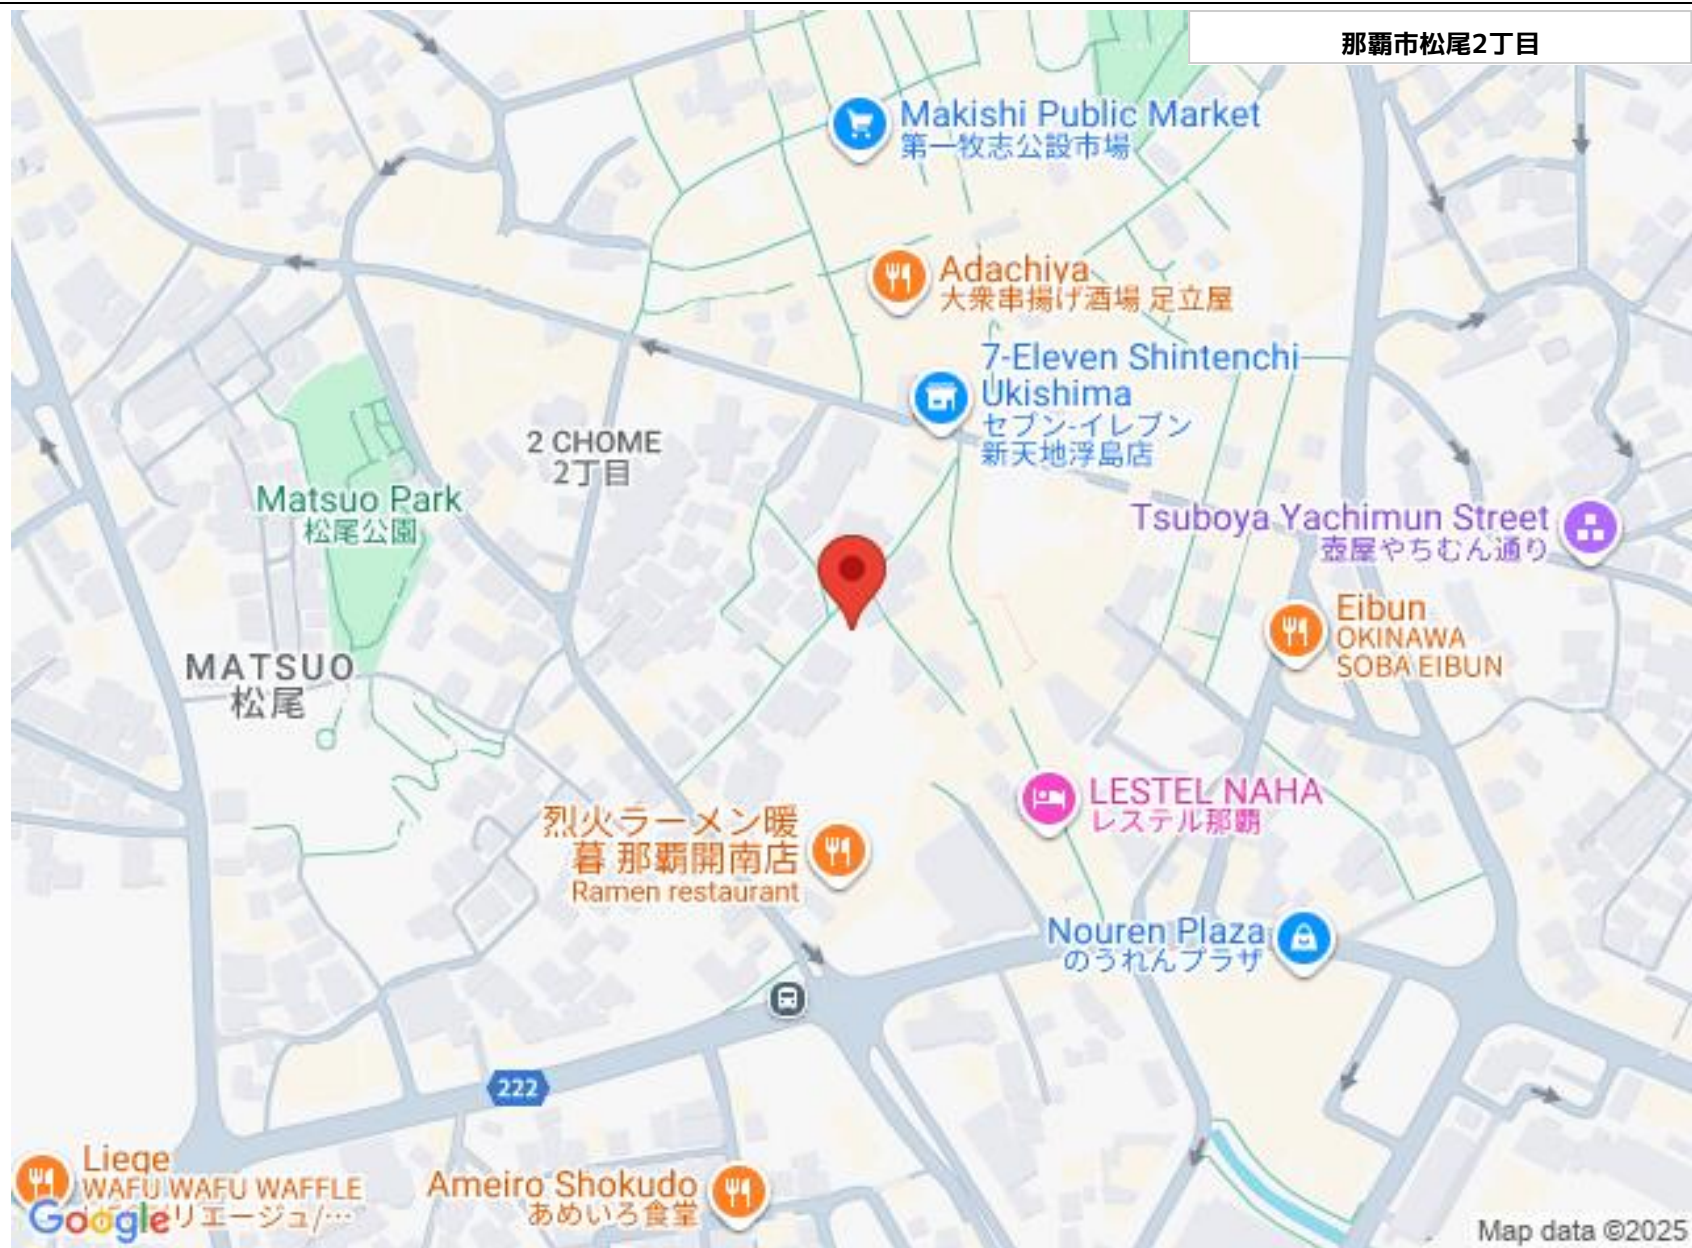 那覇市松尾2丁目
Makishi Public Market
第一牧志公設市場
Adachiya
大衆串揚げ酒場 足立屋
7-Eleven Shintenchi
Ukishima
セブン-イレブン
新天地浮島店
2 CHOME
2丁目
Matsuo Park
松尾公園
Tsuboya Yachimun Street
壺屋やちむん通り
Eibun
OKINAWA
SOBA EIBUN
MATSUO
松尾
LESTEL NAHA
レステル那覇
烈火ラーメン暖
暮 那覇開南店
Ramen restaurant
Nouren Plaza
のうれんプラザ
222
Liege
WAFU WAFU WAFFLE
リエージュ/…
Ameiro Shokudo
あめいろ食堂
Google
Map data ©2025